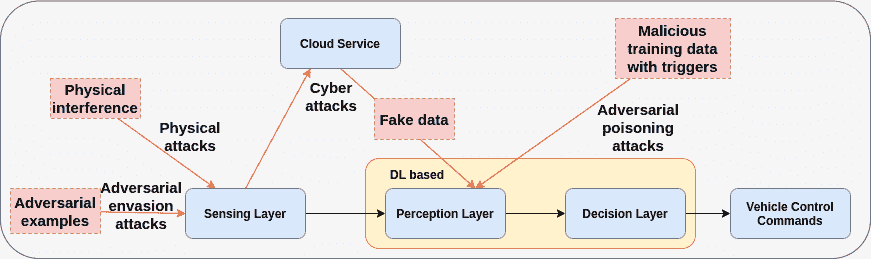 Cloud Service
Malicious
training data
with triggers
Physical
interference
Cyber
attacks
Fake data
Physical
attacks
Adversarial
poisoning
attacks
DL based
Adversarial
examples
Adversarial
envasion
attacks
Sensing Layer
Perception Layer
Decision Layer
Vehicle Control
Commands